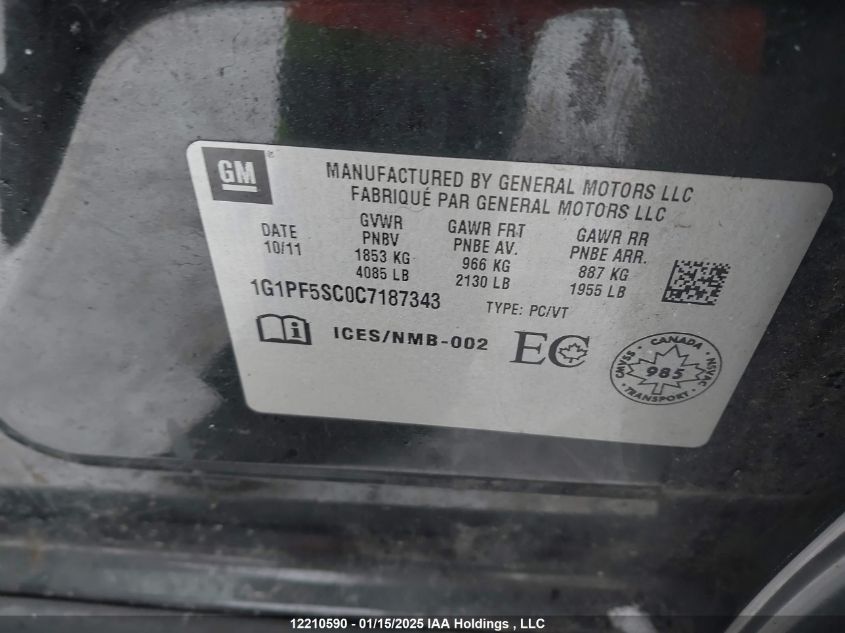 GM
MANUFACTURED BY GENERAL MOTORS LLC
FABRIQUÉ PAR GENERAL MOTORS LLC
DATE
10/11
GVWR
PNBV
1853 KG
4085 LB
GAWR FRT
PNBE AV.
966 KG
2130 LB
GAWR RR
PNBE ARR.
887 KG
1955 LB
1G1PF5SC0C7187343
TYPE: PC/VT
ICES/NMB-002
EC
CANADA
CMVSS
985
NSVAC
TRANSPORT
12210590 - 01/15/2025 IAA Holdings , LLC